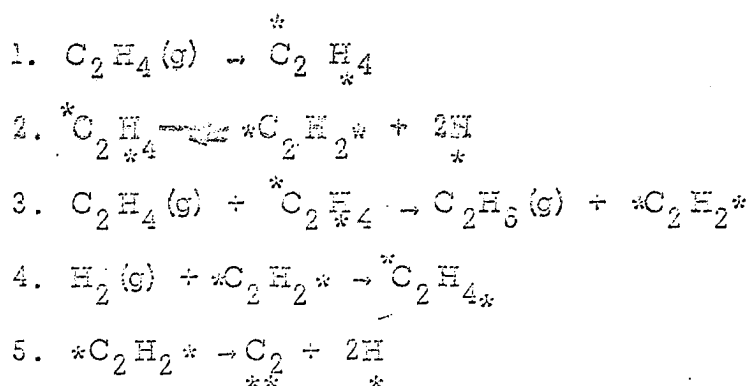 1. C₂H₄(g) → *C₂H₄*
2. *C₂H₄* → *C₂H₂* + 2H*
3. C₂H₄(g) + *C₂H₄* → C₂H₆(g) + *C₂H₂*
4. H₂(g) + *C₂H₂* → *C₂H₄*
5. *C₂H₂* → C₂** + 2H*